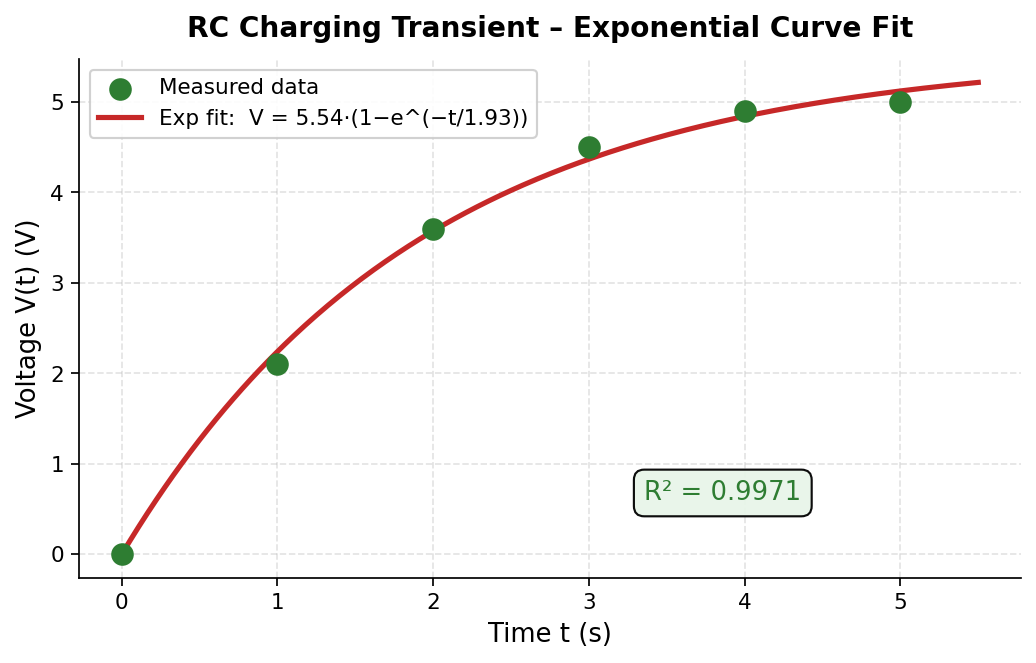 RC Charging Transient – Exponential Curve Fit
Measured data
Exp fit:  V = 5.54·(1−e^(−t/1.93))
Voltage V(t) (V)
5
4
3
2
1
0
R² = 0.9971
0 1 2 3 4 5
Time t (s)